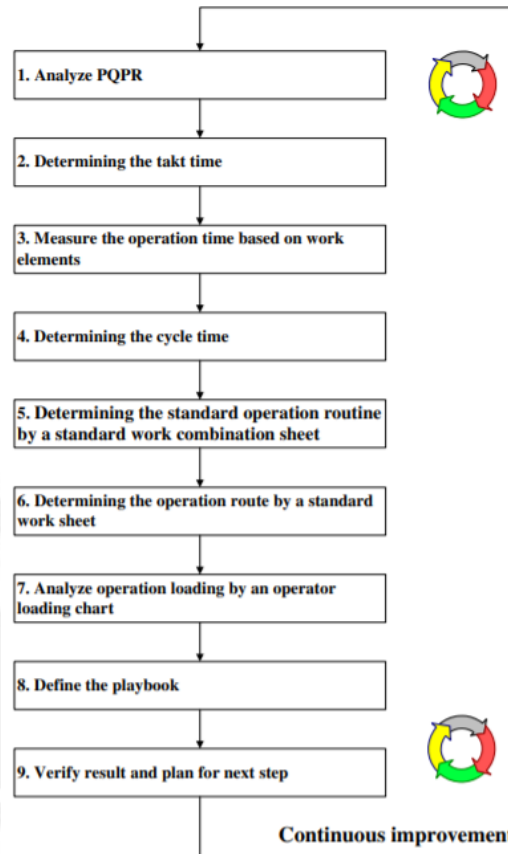 1. Analyze PQPR
2. Determining the takt time
3. Measure the operation time based on work
elements
4. Determining the cycle time
5. Determining the standard operation routine
by a standard work combination sheet
6. Determining the operation route by a standard
work sheet
7. Analyze operation loading by an operator
loading chart
8. Define the playbook
9. Verify result and plan for next step
Continuous improvement